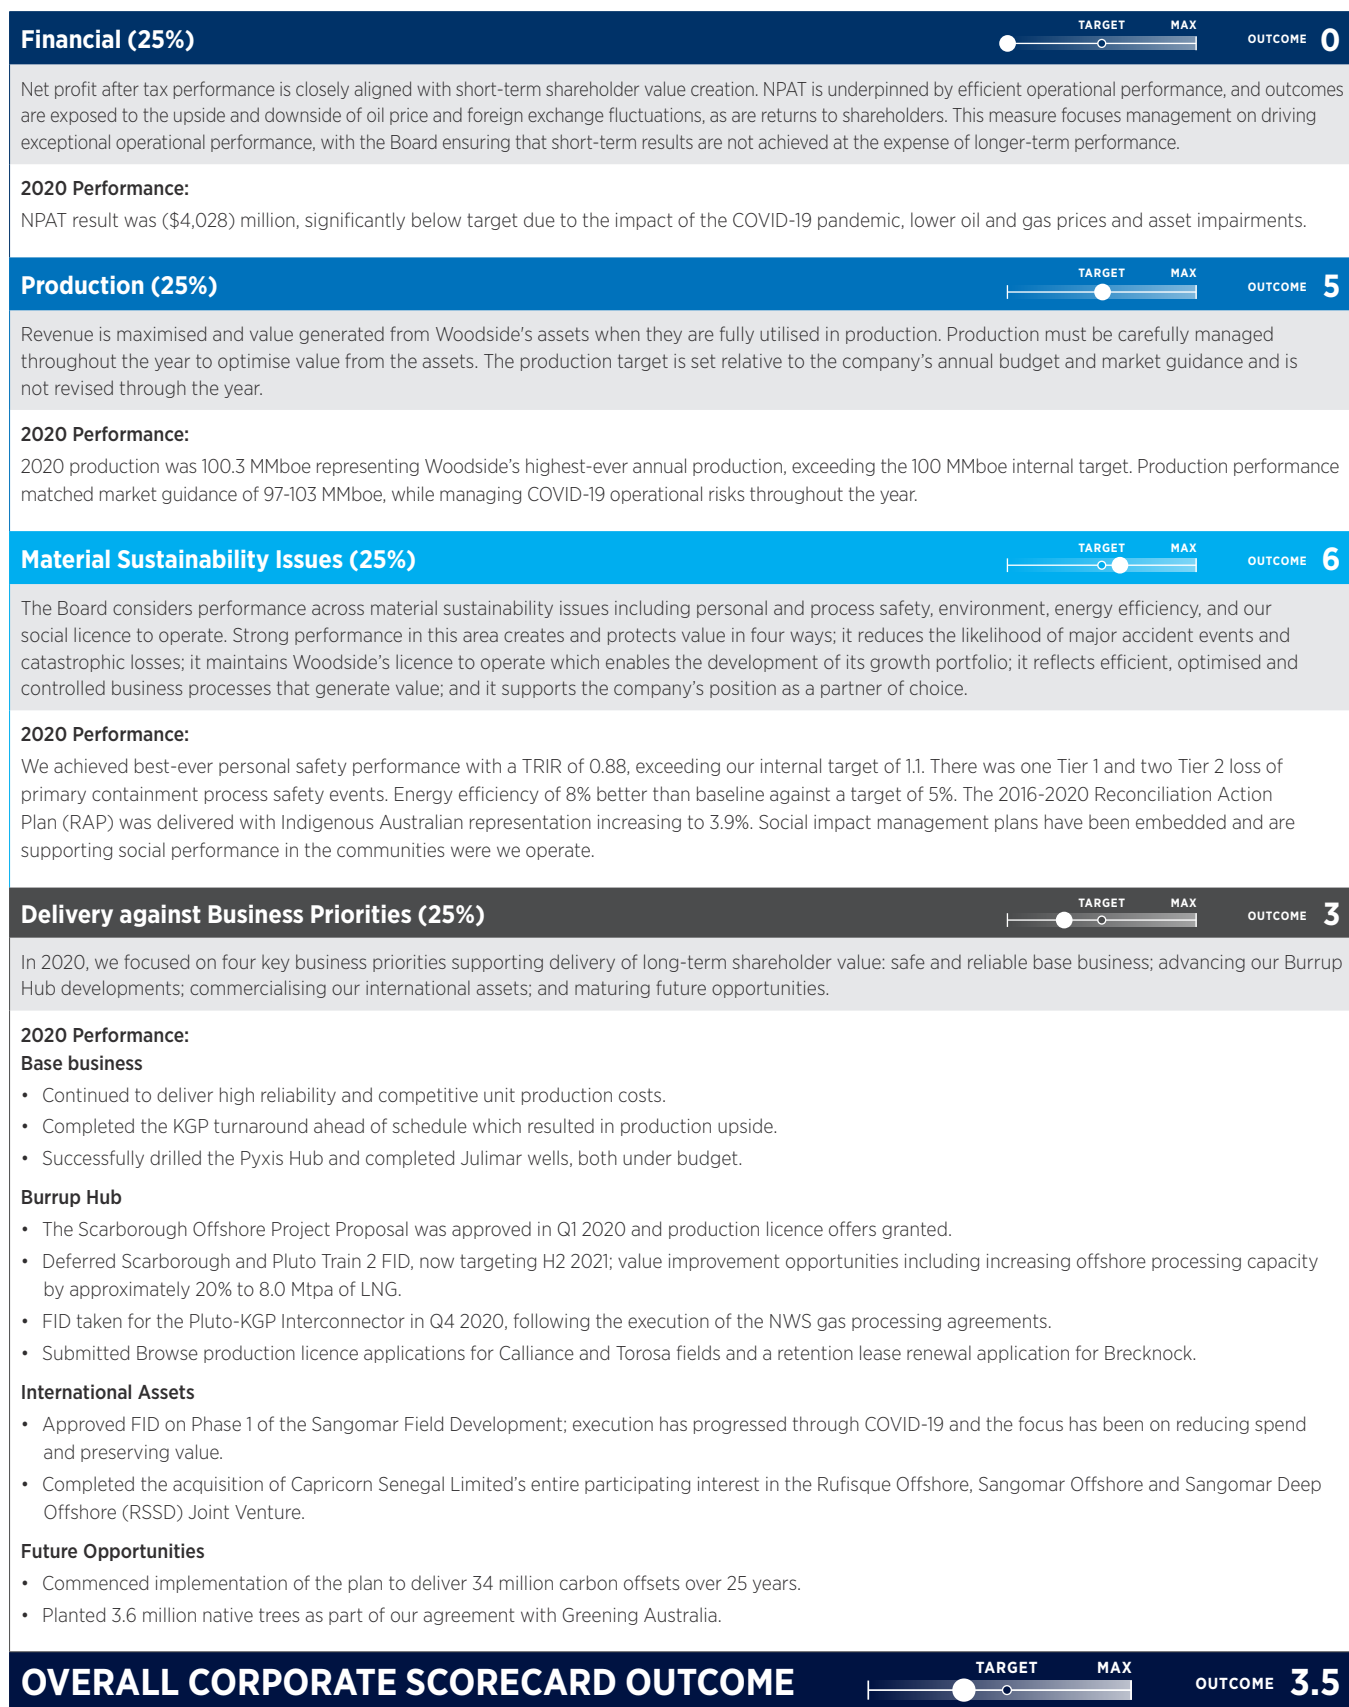 Financial (25%)
TARGET MAX
OUTCOME 0
Net profit after tax performance is closely aligned with short-term shareholder value creation. NPAT is underpinned by efficient operational performance, and outcomes
are exposed to the upside and downside of oil price and foreign exchange fluctuations, as are returns to shareholders. This measure focuses management on driving
exceptional operational performance, with the Board ensuring that short-term results are not achieved at the expense of longer-term performance.
2020 Performance:
NPAT result was ($4,028) million, significantly below target due to the impact of the COVID-19 pandemic, lower oil and gas prices and asset impairments.
Production (25%)
TARGET MAX
OUTCOME 5
Revenue is maximised and value generated from Woodside's assets when they are fully utilised in production. Production must be carefully managed
throughout the year to optimise value from the assets. The production target is set relative to the company's annual budget and market guidance and is
not revised through the year.
2020 Performance:
2020 production was 100.3 MMboe representing Woodside's highest-ever annual production, exceeding the 100 MMboe internal target. Production performance
matched market guidance of 97-103 MMboe, while managing COVID-19 operational risks throughout the year.
Material Sustainability Issues (25%)
TARGET MAX
OUTCOME 6
The Board considers performance across material sustainability issues including personal and process safety, environment, energy efficiency, and our
social licence to operate. Strong performance in this area creates and protects value in four ways; it reduces the likelihood of major accident events and
catastrophic losses; it maintains Woodside's licence to operate which enables the development of its growth portfolio; it reflects efficient, optimised and
controlled business processes that generate value; and it supports the company's position as a partner of choice.
2020 Performance:
We achieved best-ever personal safety performance with a TRIR of 0.88, exceeding our internal target of 1.1. There was one Tier 1 and two Tier 2 loss of
primary containment process safety events. Energy efficiency of 8% better than baseline against a target of 5%. The 2016-2020 Reconciliation Action
Plan (RAP) was delivered with Indigenous Australian representation increasing to 3.9%. Social impact management plans have been embedded and are
supporting social performance in the communities were we operate.
Delivery against Business Priorities (25%)
TARGET MAX
OUTCOME 3
In 2020, we focused on four key business priorities supporting delivery of long-term shareholder value: safe and reliable base business; advancing our Burrup
Hub developments; commercialising our international assets; and maturing future opportunities.
2020 Performance:
Base business
• Continued to deliver high reliability and competitive unit production costs.
• Completed the KGP turnaround ahead of schedule which resulted in production upside.
• Successfully drilled the Pyxis Hub and completed Julimar wells, both under budget.
Burrup Hub
• The Scarborough Offshore Project Proposal was approved in Q1 2020 and production licence offers granted.
• Deferred Scarborough and Pluto Train 2 FID, now targeting H2 2021; value improvement opportunities including increasing offshore processing capacity
by approximately 20% to 8.0 Mtpa of LNG.
• FID taken for the Pluto-KGP Interconnector in Q4 2020, following the execution of the NWS gas processing agreements.
• Submitted Browse production licence applications for Calliance and Torosa fields and a retention lease renewal application for Brecknock.
International Assets
• Approved FID on Phase 1 of the Sangomar Field Development; execution has progressed through COVID-19 and the focus has been on reducing spend
and preserving value.
• Completed the acquisition of Capricorn Senegal Limited's entire participating interest in the Rufisque Offshore, Sangomar Offshore and Sangomar Deep
Offshore (RSSD) Joint Venture.
Future Opportunities
• Commenced implementation of the plan to deliver 34 million carbon offsets over 25 years.
• Planted 3.6 million native trees as part of our agreement with Greening Australia.
OVERALL CORPORATE SCORECARD OUTCOME
TARGET MAX
OUTCOME 3.5